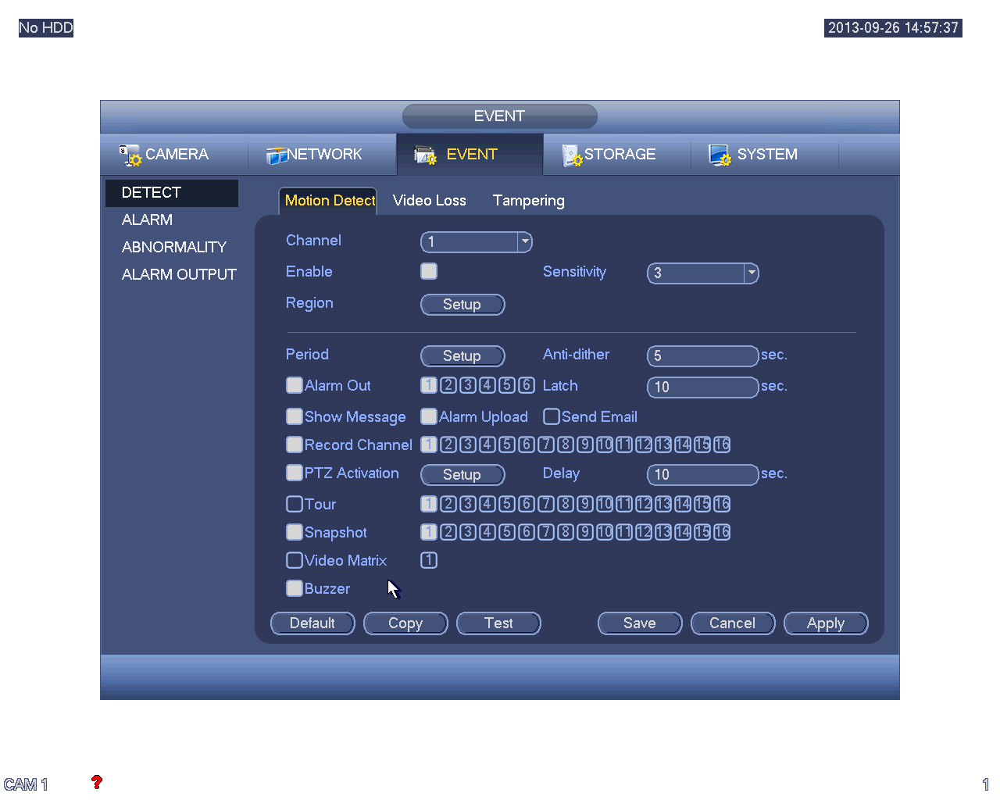 No HDD
2013-09-26 14:57:37
EVENT
CAMERA NETWORK EVENT STORAGE SYSTEM
DETECT
ALARM
ABNORMALITY
ALARM OUTPUT
Motion Detect Video Loss Tampering
Channel 1
Enable Sensitivity 3
Region Setup
Period Setup Anti-dither 5 sec.
Alarm Out 1 2 3 4 5 6 Latch 10 sec.
Show Message Alarm Upload Send Email
Record Channel 1 2 3 4 5 6 7 8 9 10 11 12 13 14 15 16
PTZ Activation Setup Delay 10 sec.
Tour 1 2 3 4 5 6 7 8 9 10 11 12 13 14 15 16
Snapshot 1 2 3 4 5 6 7 8 9 10 11 12 13 14 15 16
Video Matrix 1
Buzzer
Default Copy Test Save Cancel Apply
CAM 1 ? 1